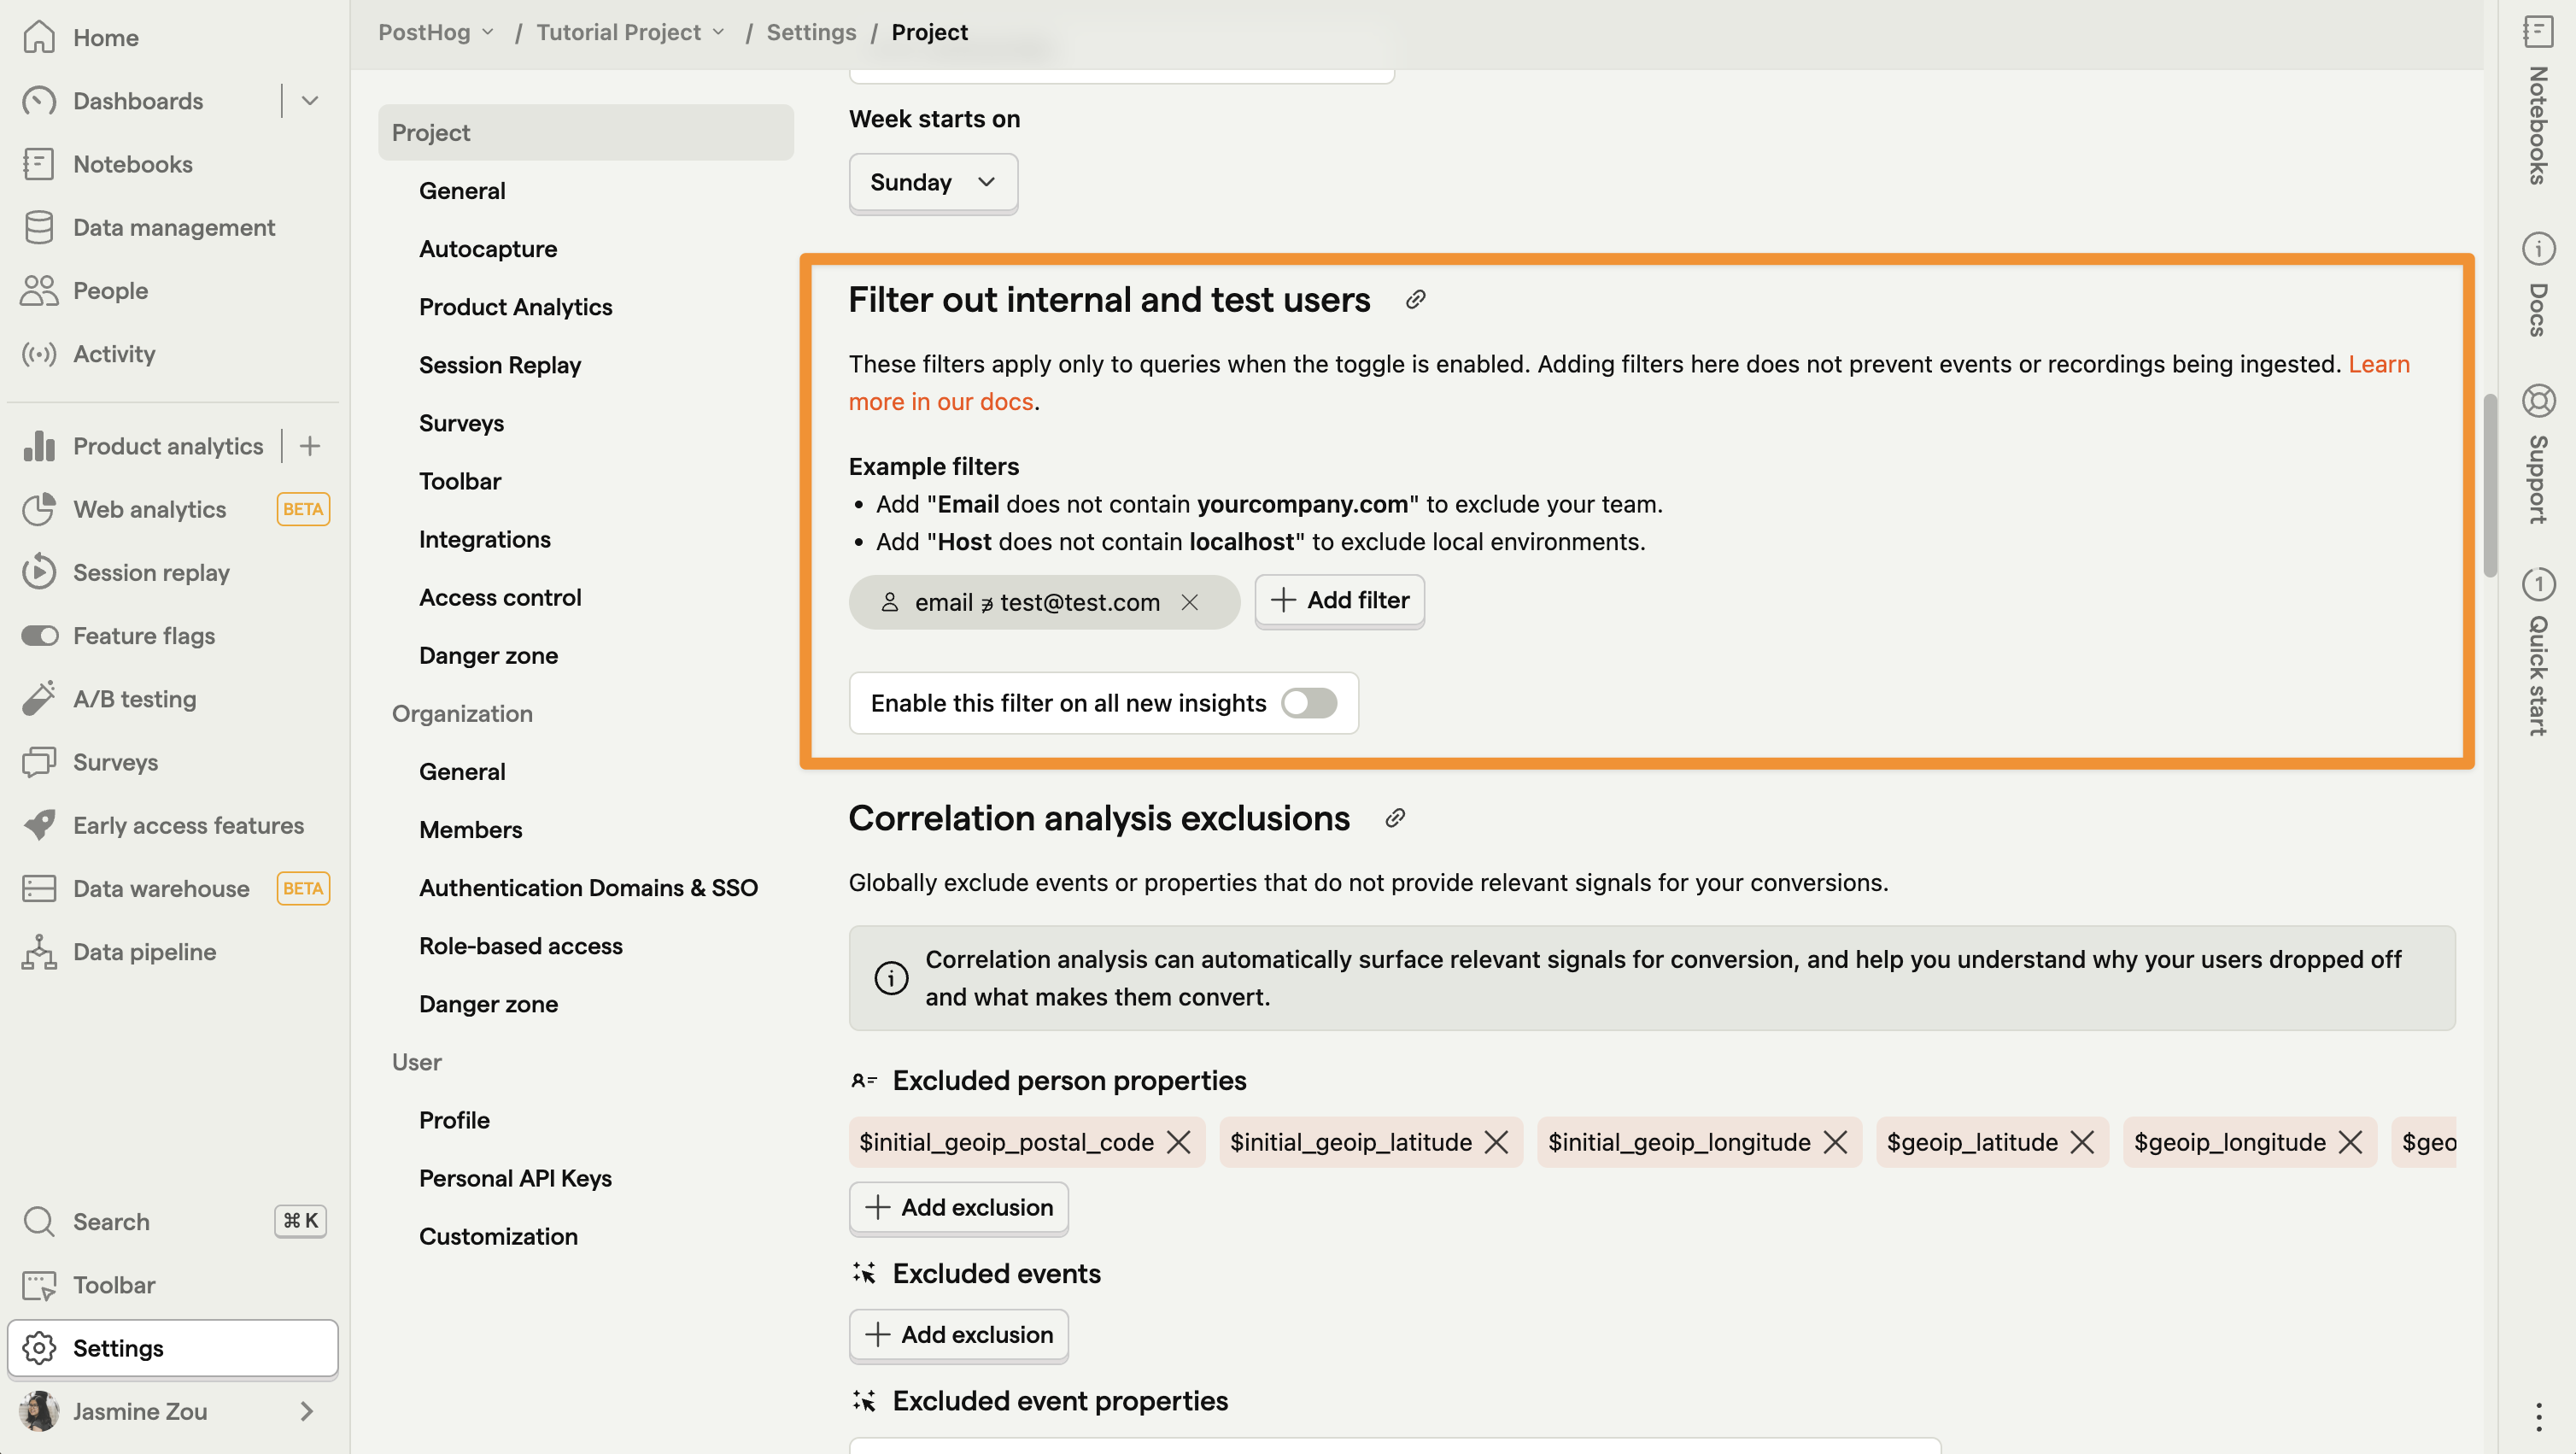 Home
Dashboards
Notebooks
Data management
People
Activity
Product analytics
Web analytics BETA
Session replay
Feature flags
A/B testing
Surveys
Early access features
Data warehouse BETA
Data pipeline
Search ⌘ K
Toolbar
Settings
Jasmine Zou
PostHog / Tutorial Project / Settings / Project
Project
General
Autocapture
Product Analytics
Session Replay
Surveys
Toolbar
Integrations
Access control
Danger zone
Organization
General
Members
Authentication Domains & SSO
Role-based access
Danger zone
User
Profile
Personal API Keys
Customization
Week starts on
Sunday
Filter out internal and test users
These filters apply only to queries when the toggle is enabled. Adding filters here does not prevent events or recordings being ingested. Learn
more in our docs.
Example filters
• Add "Email does not contain yourcompany.com" to exclude your team.
• Add "Host does not contain localhost" to exclude local environments.
email ∌ test@test.com
Add filter
Enable this filter on all new insights
Correlation analysis exclusions
Globally exclude events or properties that do not provide relevant signals for your conversions.
Correlation analysis can automatically surface relevant signals for conversion, and help you understand why your users dropped off
and what makes them convert.
Excluded person properties
$initial_geoip_postal_code $initial_geoip_latitude $initial_geoip_longitude $geoip_latitude $geoip_longitude $geo
Add exclusion
Excluded events
Add exclusion
Excluded event properties
Notebooks
Docs
Support
1
Quick start